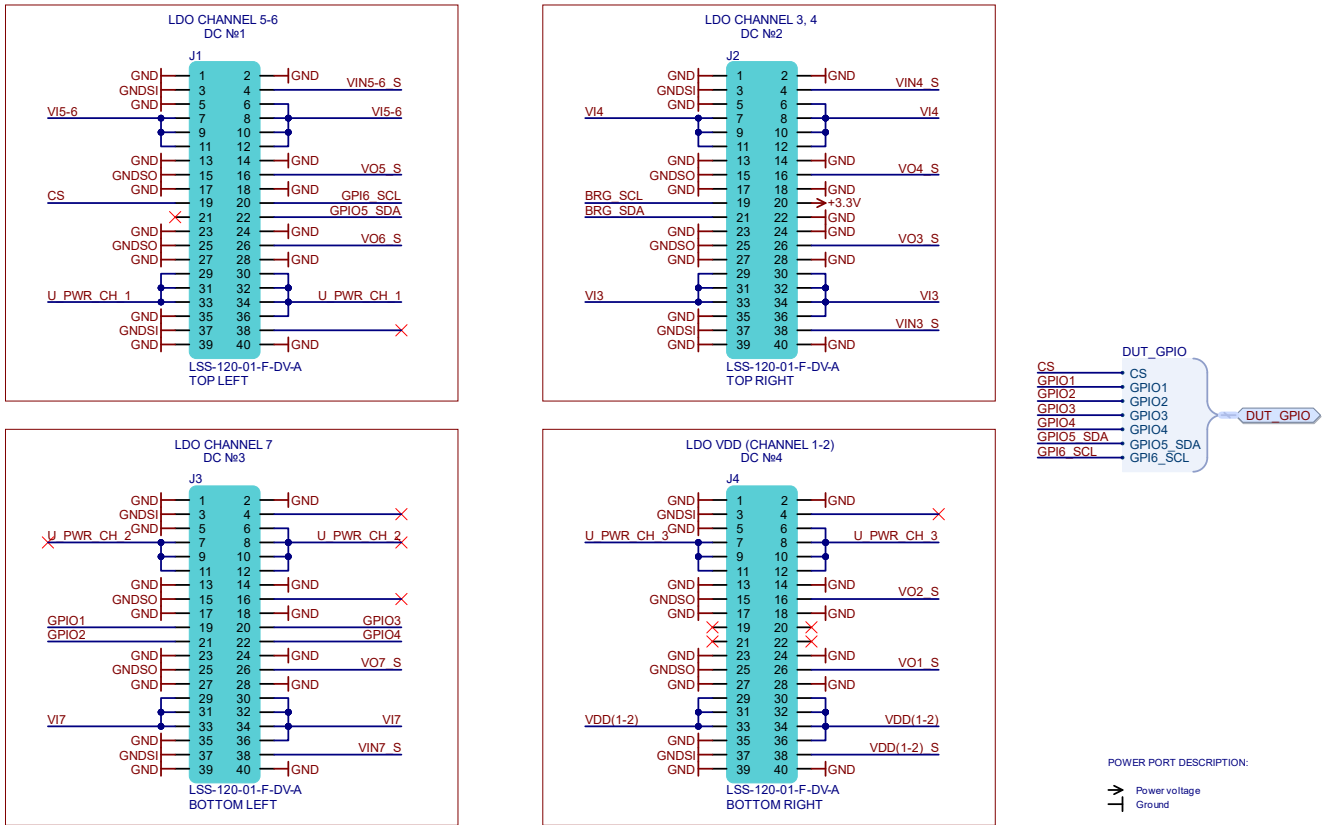 LDO CHANNEL 5-6
DC №1
J1
GND 1 2 GND
GNDSI 3 4 VIN5-6_S
GND 5 6
VI5-6 7 8 VI5-6
9 10
11 12
GND 13 14 GND
GNDSO 15 16 VO5_S
GND 17 18 GND
CS 19 20 GPI6_SCL
21 22 GPIO5_SDA
GND 23 24 GND
GNDSO 25 26 VO6_S
GND 27 28 GND
29 30
31 32
U_PWR_CH_1 33 34 U_PWR_CH_1
GND 35 36
GNDSI 37 38
GND 39 40 GND
LSS-120-01-F-DV-A
TOP LEFT
LDO CHANNEL 3, 4
DC №2
J2
GND 1 2 GND
GNDSI 3 4 VIN4_S
GND 5 6
VI4 7 8 VI4
9 10
11 12
GND 13 14 GND
GNDSO 15 16 VO4_S
GND 17 18 GND
BRG_SCL 19 20 +3.3V
BRG_SDA 21 22 GND
GND 23 24 GND
GNDSO 25 26 VO3_S
GND 27 28 GND
29 30
31 32
VI3 33 34 VI3
GND 35 36
GNDSI 37 38 VIN3_S
GND 39 40 GND
LSS-120-01-F-DV-A
TOP RIGHT
DUT_GPIO
CS CS
GPIO1 GPIO1
GPIO2 GPIO2
GPIO3 GPIO3
GPIO4 GPIO4
GPIO5_SDA GPIO5_SDA
GPI6_SCL GPI6_SCL
DUT_GPIO
LDO CHANNEL 7
DC №3
J3
GND 1 2 GND
GNDSI 3 4
GND 5 6
U_PWR_CH_2 7 8 U_PWR_CH_2
9 10
11 12
GND 13 14 GND
GNDSO 15 16
GND 17 18 GND
GPIO1 19 20 GPIO3
GPIO2 21 22 GPIO4
GND 23 24 GND
GNDSO 25 26 VO7_S
GND 27 28 GND
29 30
31 32
VI7 33 34 VI7
GND 35 36
GNDSI 37 38 VIN7_S
GND 39 40 GND
LSS-120-01-F-DV-A
BOTTOM LEFT
LDO VDD (CHANNEL 1-2)
DC №4
J4
GND 1 2 GND
GNDSI 3 4
GND 5 6
U_PWR_CH_3 7 8 U_PWR_CH_3
9 10
11 12
GND 13 14 GND
GNDSO 15 16 VO2_S
GND 17 18 GND
19 20
21 22
GND 23 24 GND
GNDSO 25 26 VO1_S
GND 27 28 GND
29 30
31 32
VDD(1-2) 33 34 VDD(1-2)
GND 35 36
GNDSI 37 38 VDD(1-2)_S
GND 39 40 GND
LSS-120-01-F-DV-A
BOTTOM RIGHT
POWER PORT DESCRIPTION:
Power voltage
Ground